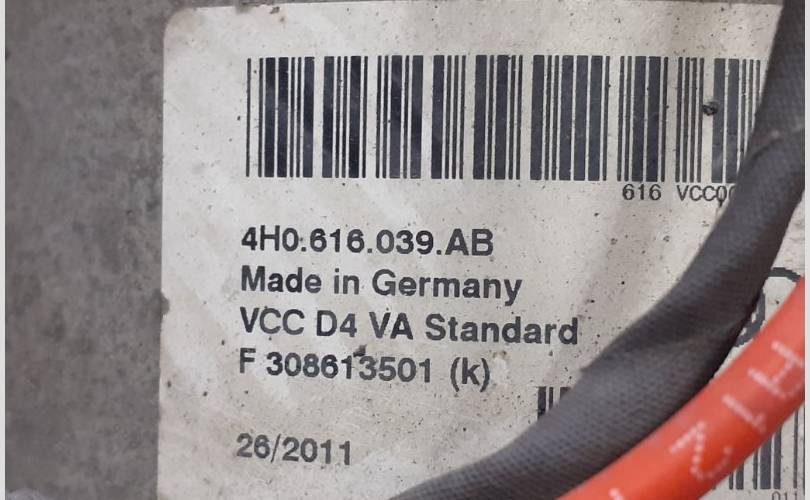 616 VCC0
4H0.616.039.AB
Made in Germany
VCC D4 VA Standard
F 308613501 (k)
26/2011